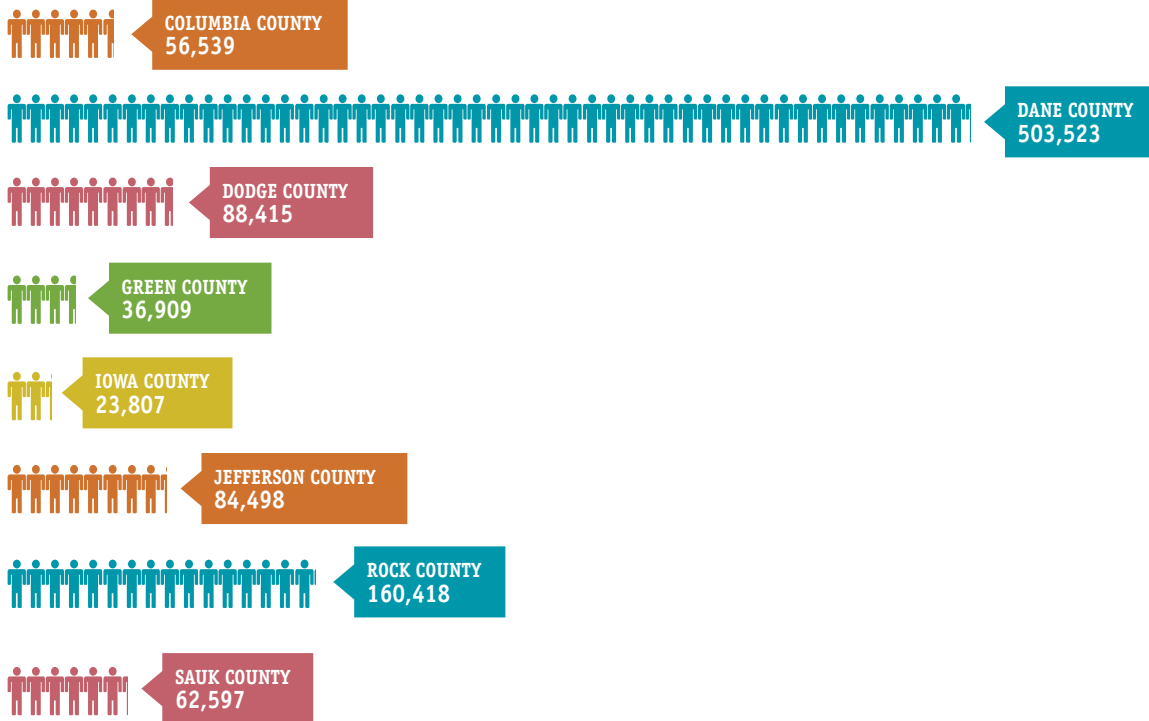 COLUMBIA COUNTY
56,539
DANE COUNTY
503,523
DODGE COUNTY
88,415
GREEN COUNTY
36,909
IOWA COUNTY
23,807
JEFFERSON COUNTY
84,498
ROCK COUNTY
160,418
SAUK COUNTY
62,597